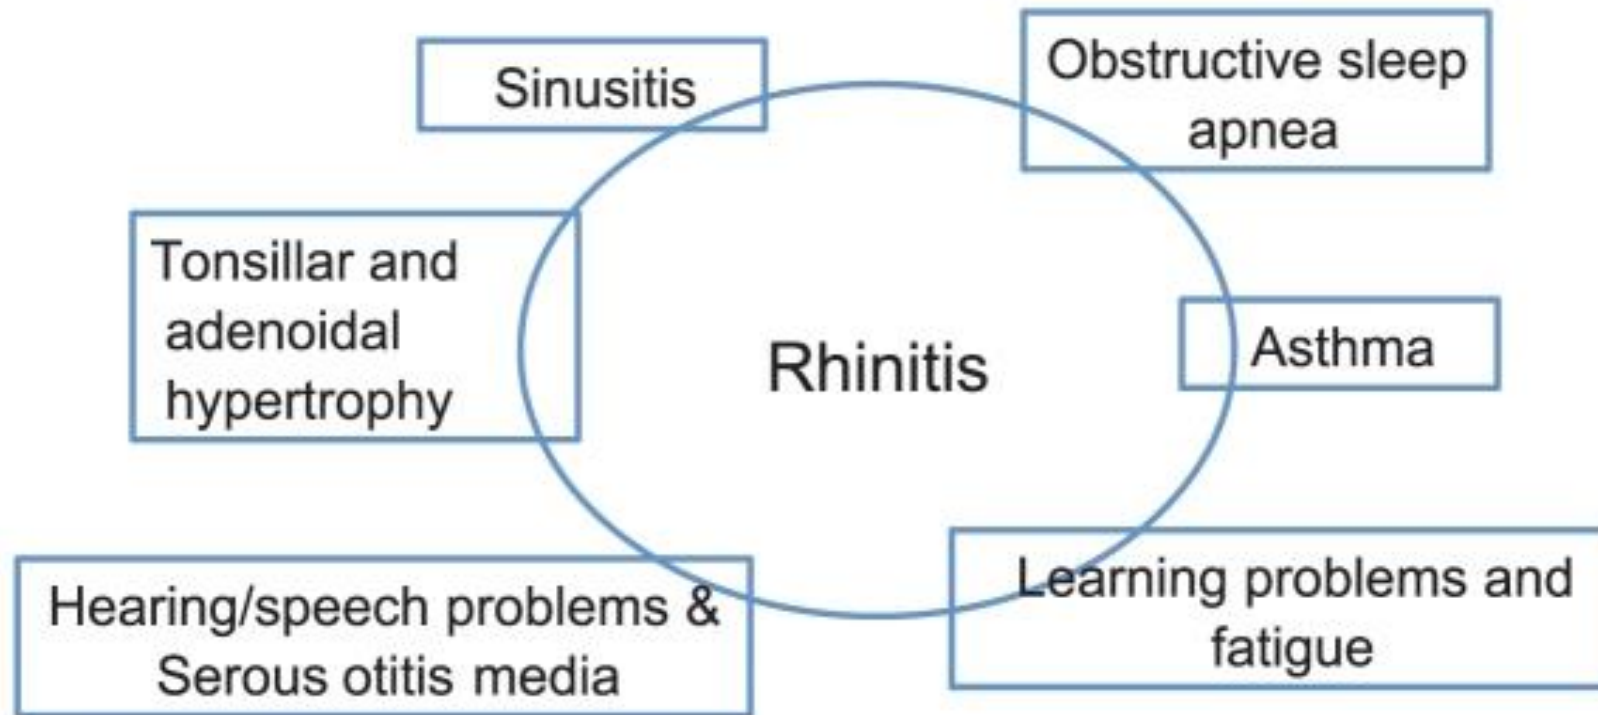 Sinusitis
Obstructive sleep
apnea
Tonsillar and
adenoidal
hypertrophy
Rhinitis
Asthma
Hearing/speech problems &
Serous otitis media
Learning problems and
fatigue